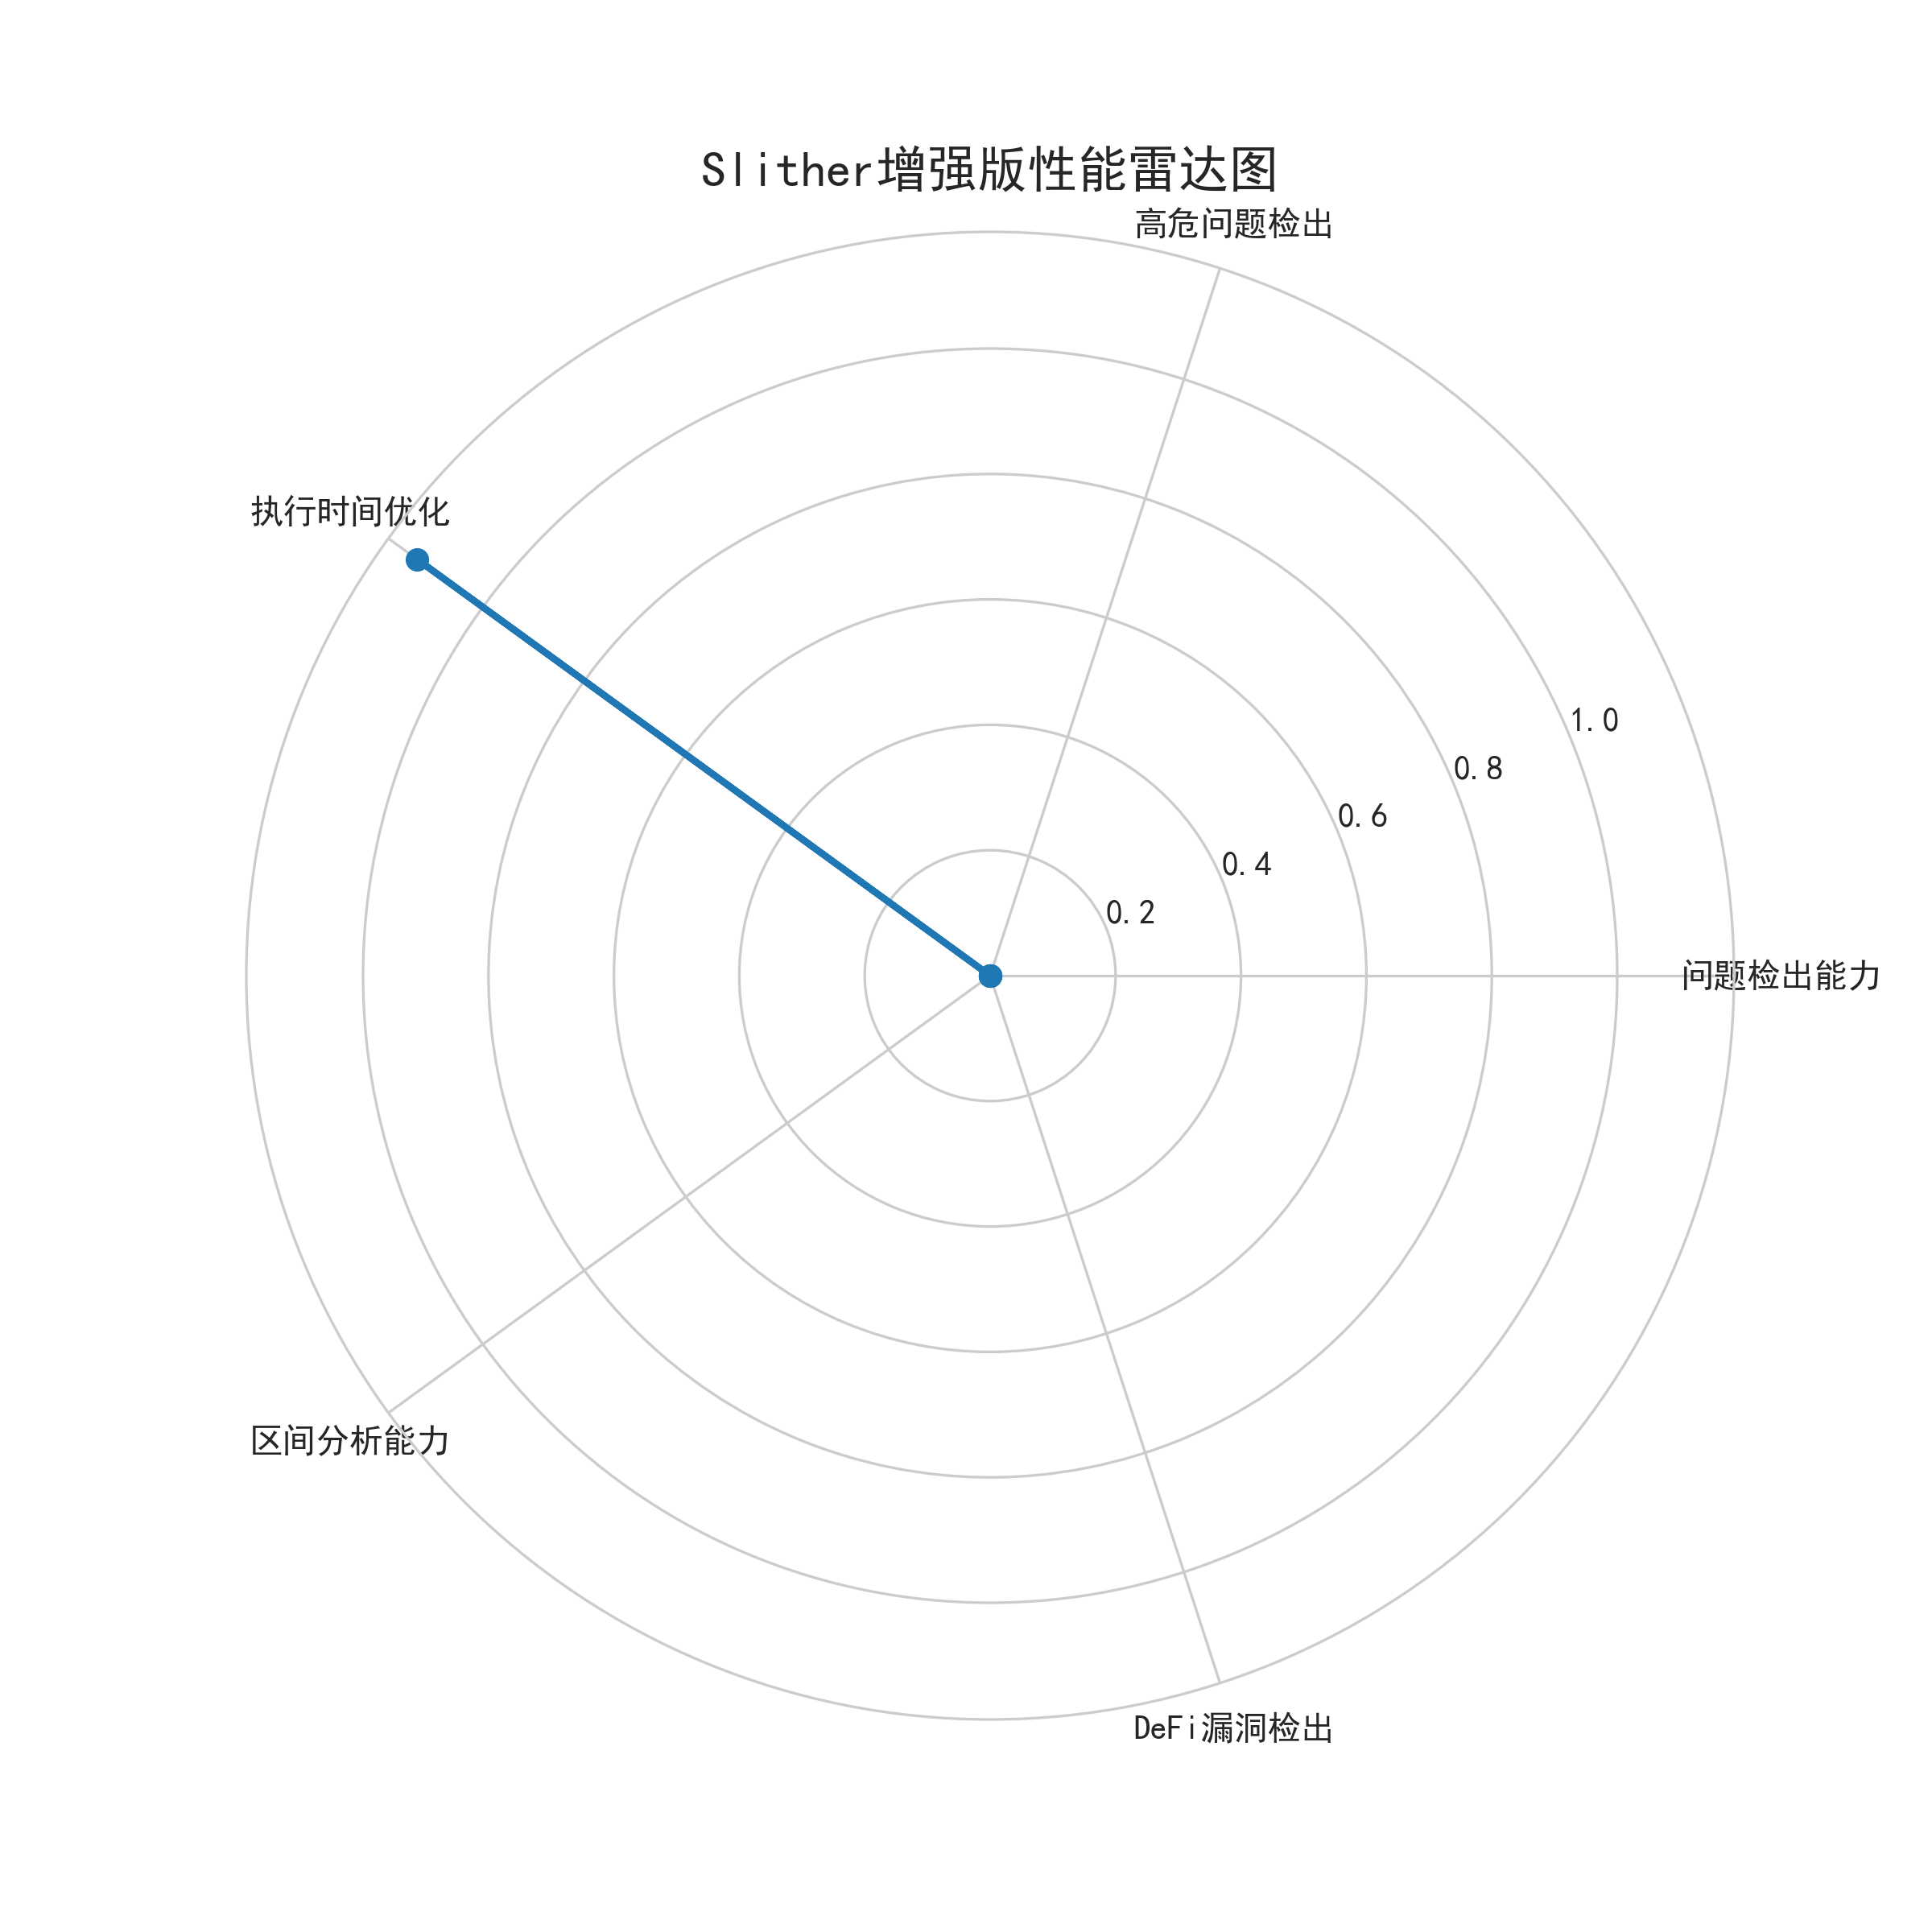 Slither增强版性能雷达图
高危问题检出
执行时间优化
1.0
0.8
0.6
0.4
0.2
问题检出能力
区间分析能力
DeFi漏洞检出